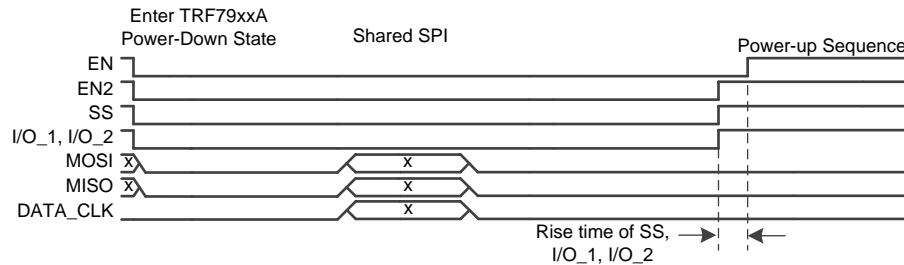 Enter TRF79xxA
Power-Down State
Shared SPI
Power-up Sequence
EN
EN2
SS
I/O_1, I/O_2
MOSI
X
X
MISO
X
X
DATA_CLK
X
Rise time of SS,
I/O_1, I/O_2